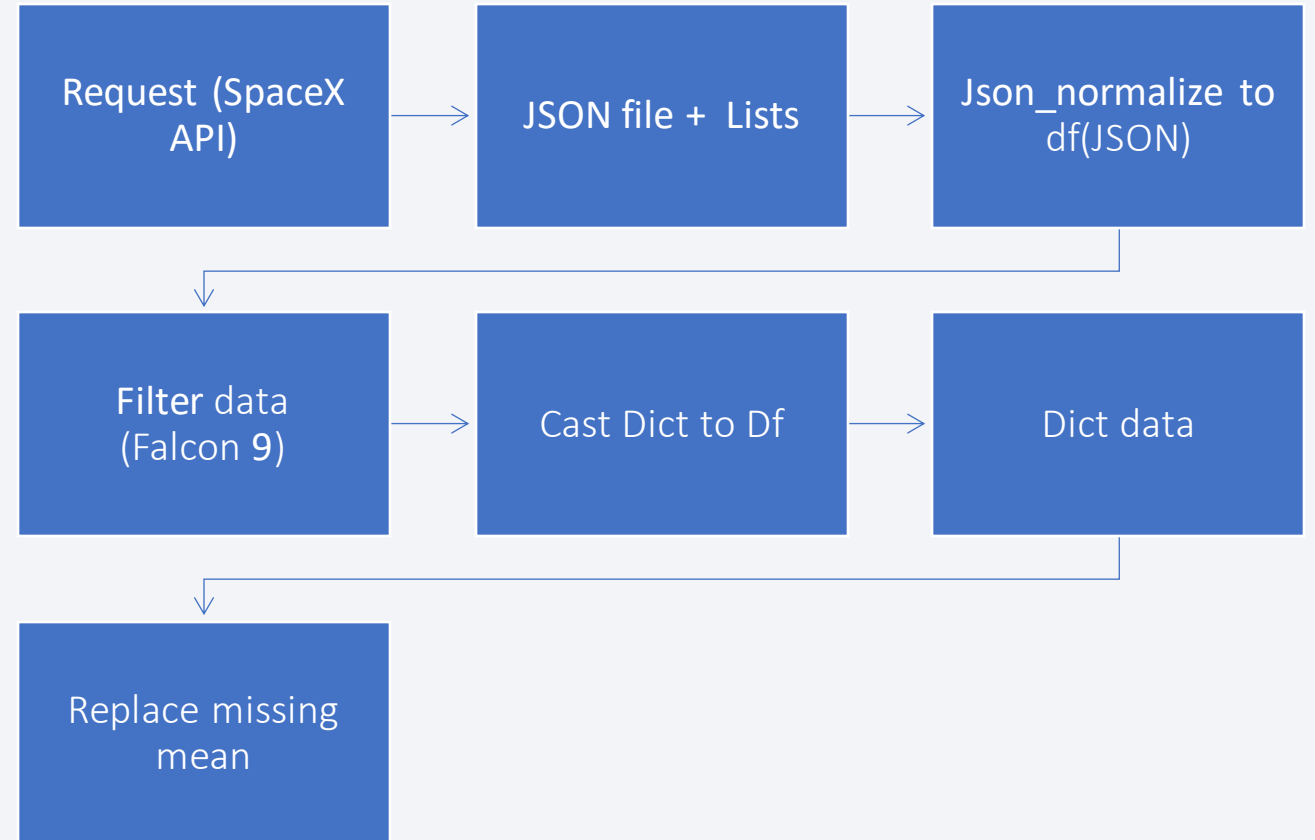 Request (SpaceX
API)
JSON file + Lists
Json_normalize to
df(JSON)
Filter data
(Falcon 9)
Cast Dict to Df
Dict data
Replace missing
mean